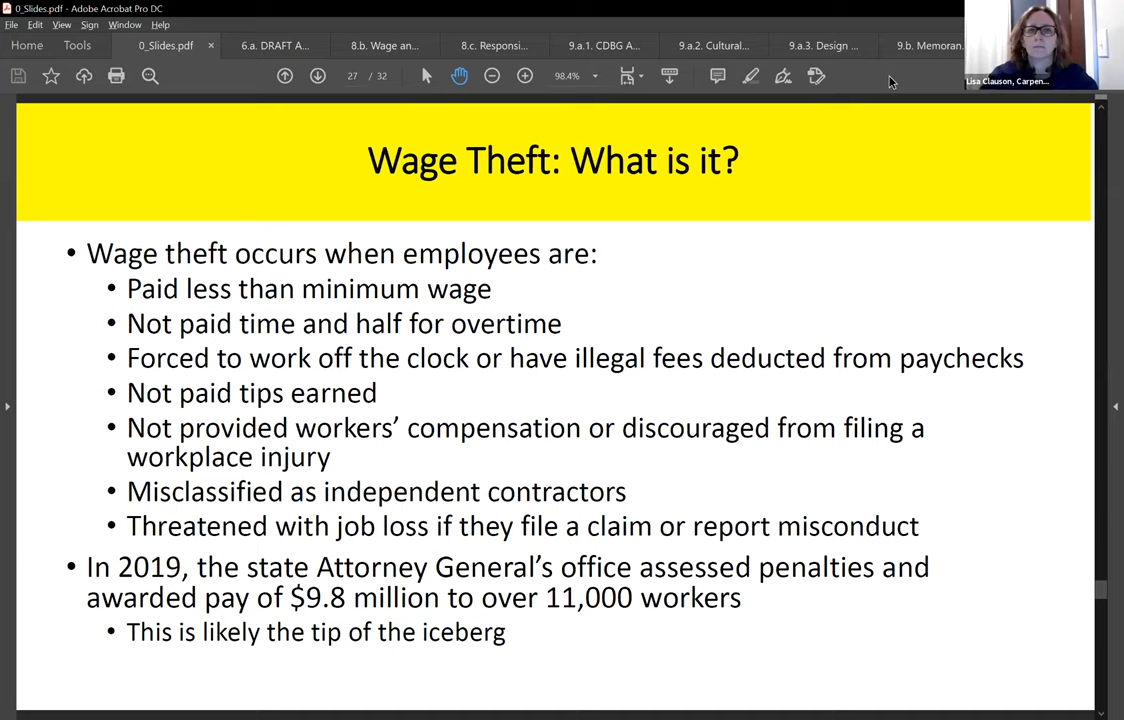 0_Slides.pdf - Adobe Acrobat Pro DC
File Edit View Sign Window Help
Home Tools 0_Slides.pdf × 6.a. DRAFT A... 8.b. Wage an... 8.c. Responsi... 9.a.1. CDBG A... 9.a.2. Cultural... 9.a.3. Design ... 9.b. Memoran...
27 / 32 98.4%
Lisa Clauson, Carpen...
Wage Theft: What is it?
• Wage theft occurs when employees are:
• Paid less than minimum wage
• Not paid time and half for overtime
• Forced to work off the clock or have illegal fees deducted from paychecks
• Not paid tips earned
• Not provided workers’ compensation or discouraged from filing a
workplace injury
• Misclassified as independent contractors
• Threatened with job loss if they file a claim or report misconduct
• In 2019, the state Attorney General’s office assessed penalties and
awarded pay of $9.8 million to over 11,000 workers
• This is likely the tip of the iceberg